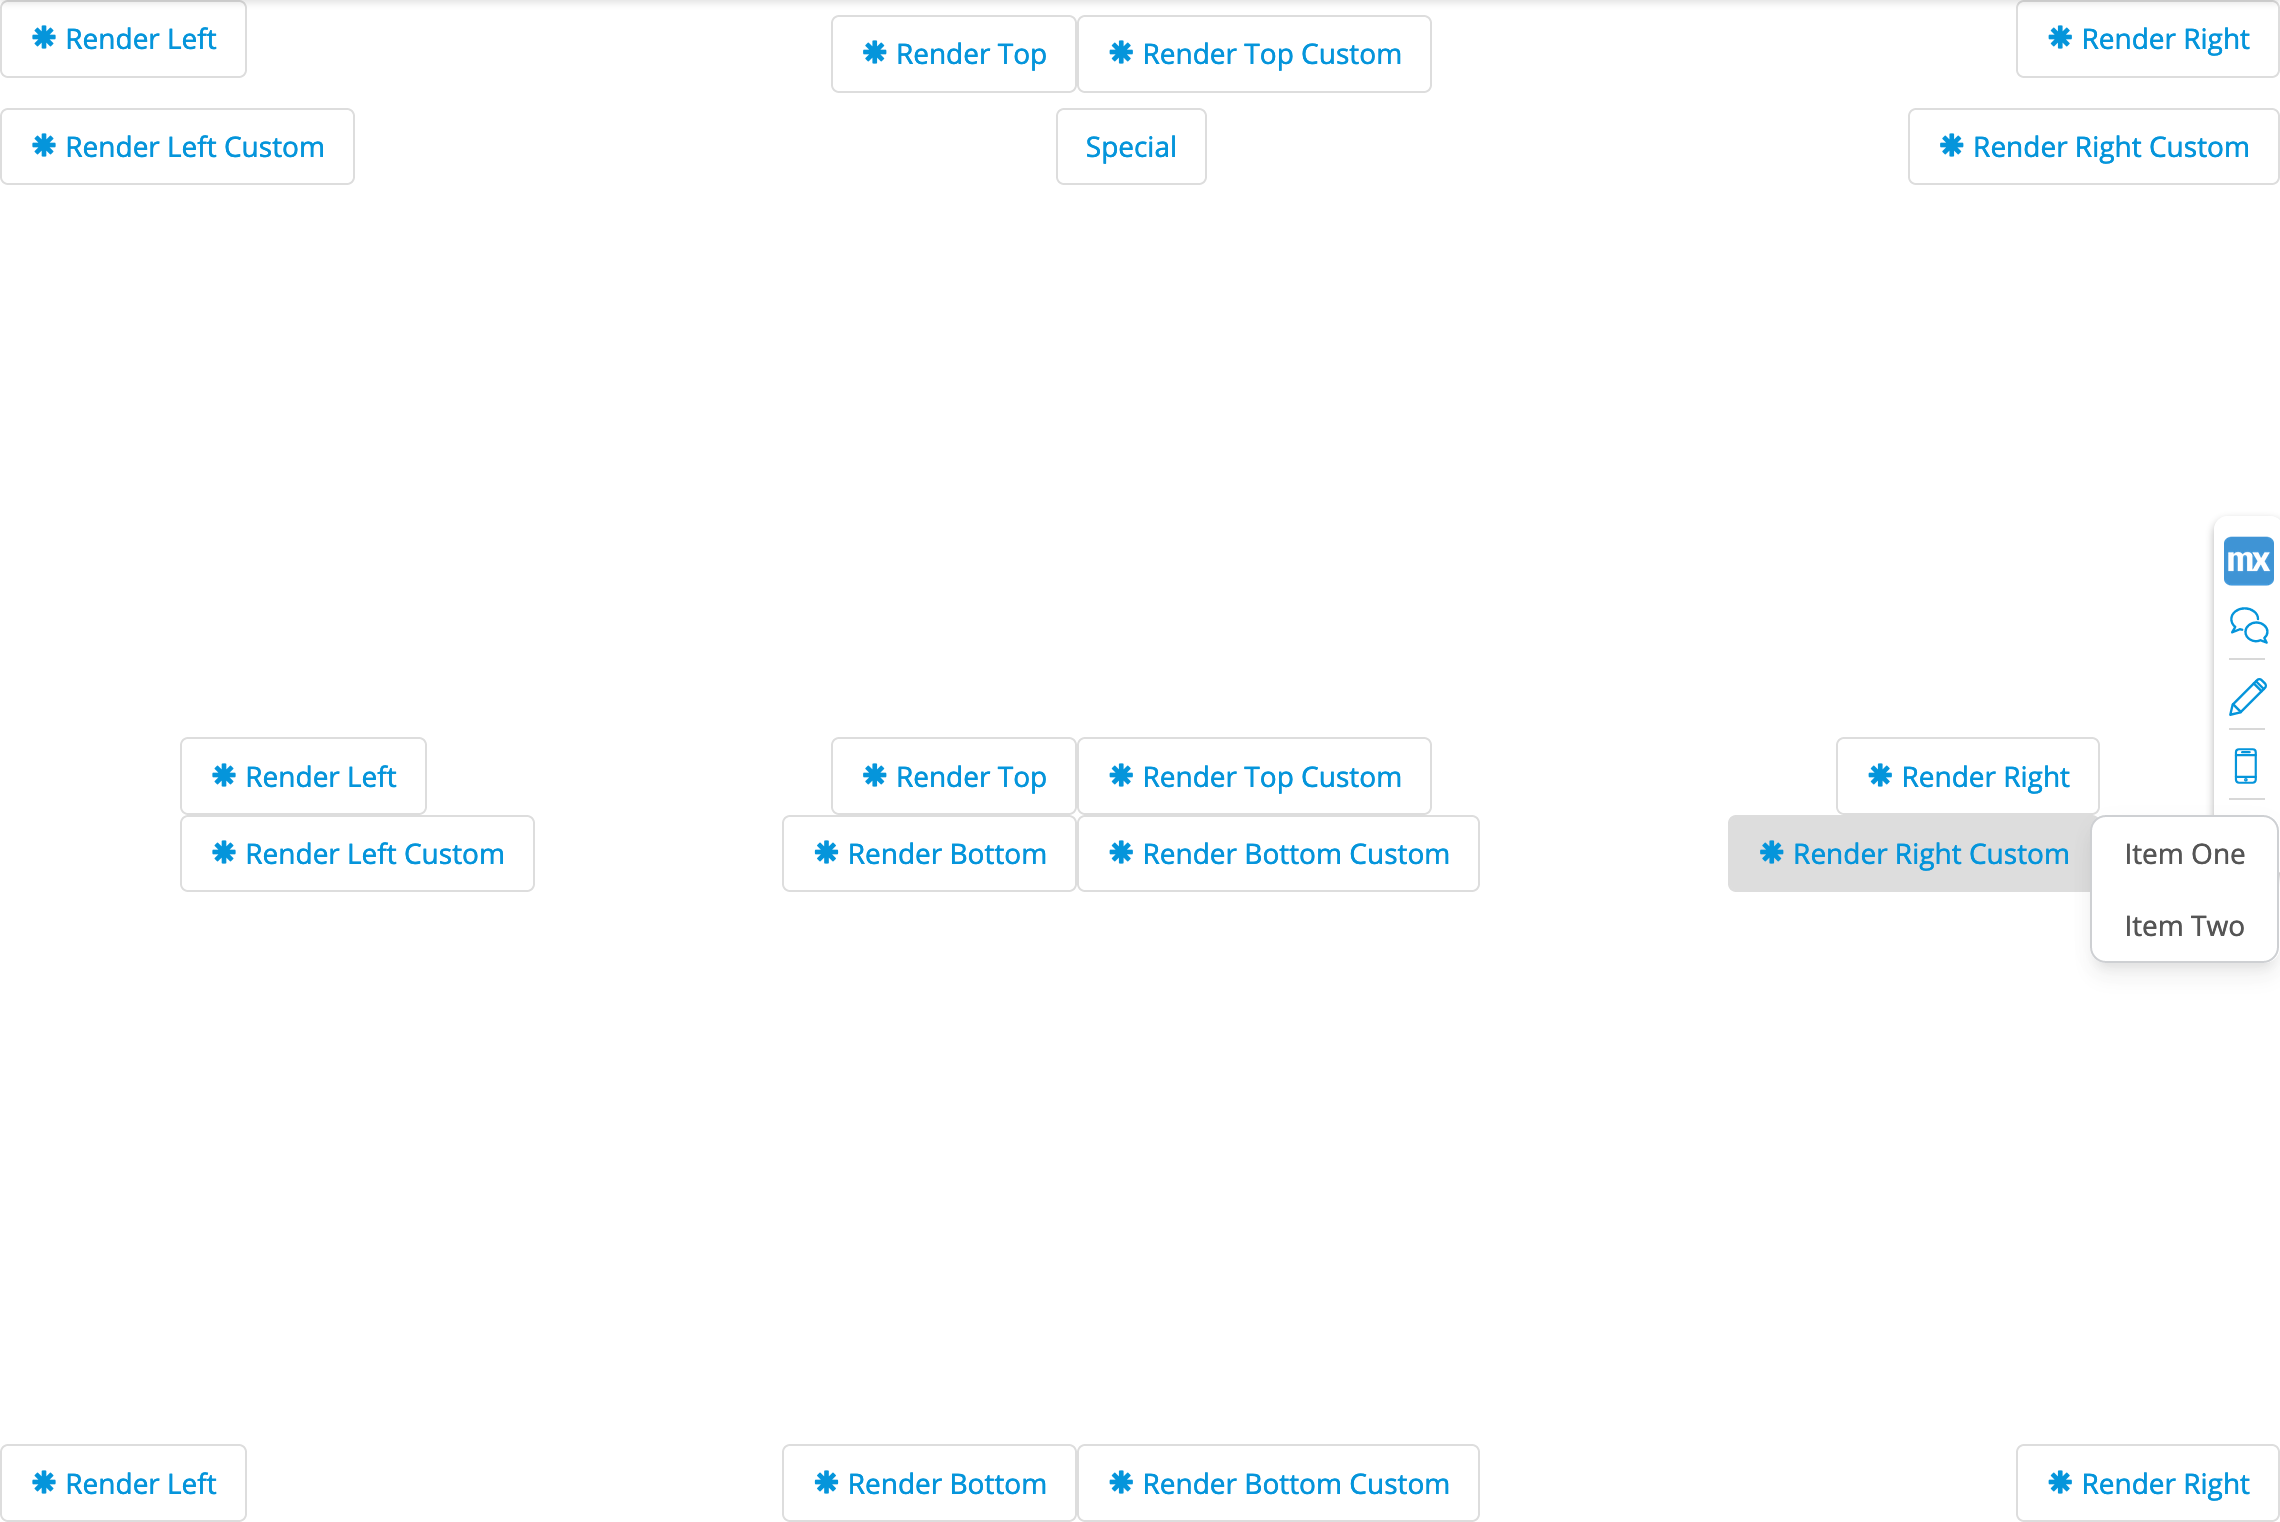 Render Left
Render Top
Render Top Custom
Render Right
Render Left Custom
Special
Render Right Custom
mx
Render Left
Render Top
Render Top Custom
Render Right
Render Left Custom
Render Bottom
Render Bottom Custom
Render Right Custom
Item One
Item Two
Render Left
Render Bottom
Render Bottom Custom
Render Right